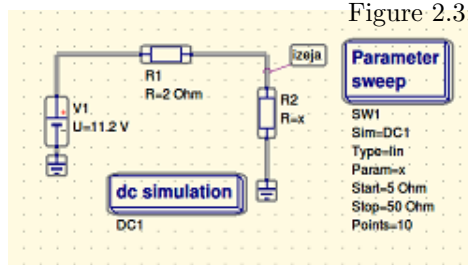 Figure 2.3
izeja
R1
R=2 Ohm
Parameter
sweep
V1
U=11.2 V
R2
R=x
SW1
Sim=DC1
Type=lin
Param=x
Start=5 Ohm
Stop=50 Ohm
Points=10
dc simulation
DC1